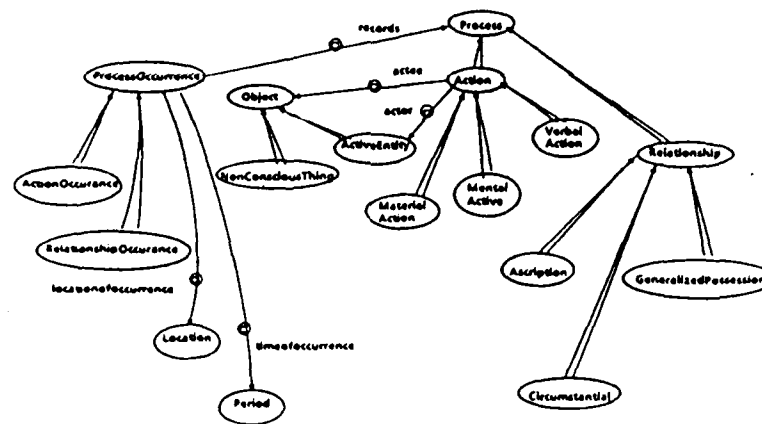 records
Process
ProcessOccurrence
actee
Action
Object
actor
ActiveEntity
Verbal
Action
Relationship
NonConsciousThing
ActionOccurance
Material
Action
Mental
Active
RelationshipOccurance
Ascription
GeneralizedPossession
locationofoccurrence
Location
timeofoccurrence
Circumstantial
Period